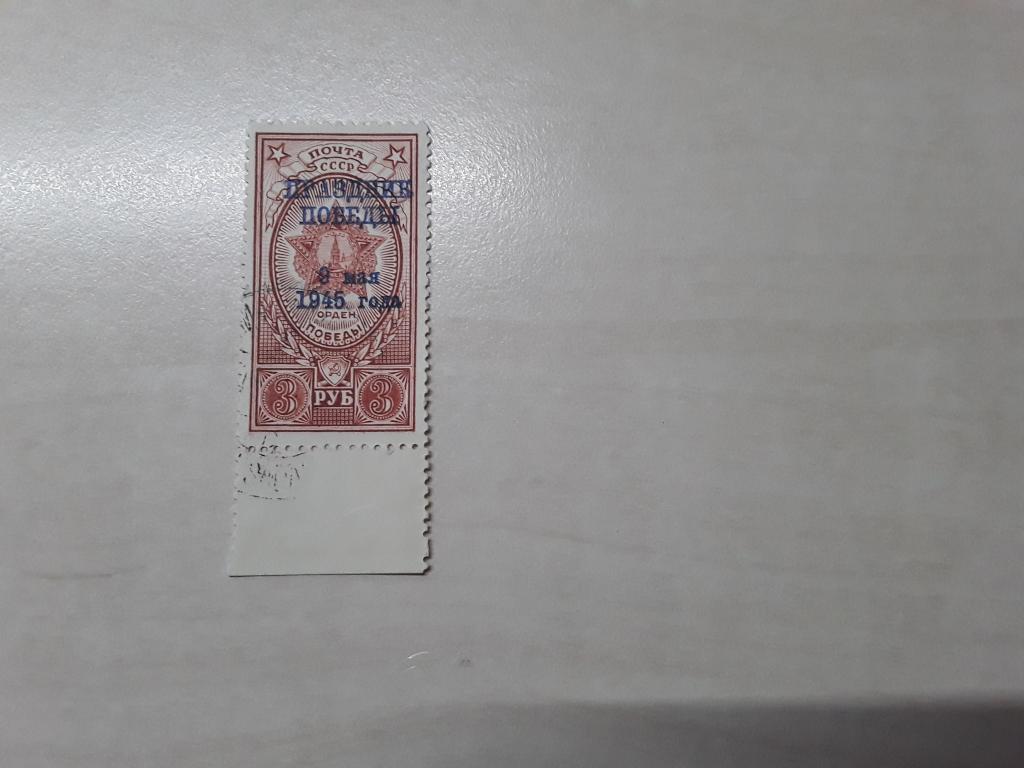 ПОЧТА
СССР
ПРАЗДНИК
ПОБЕДЫ
9 мая
1945 года
ОРДЕН
ПОБЕДЫ
3 РУБ 3